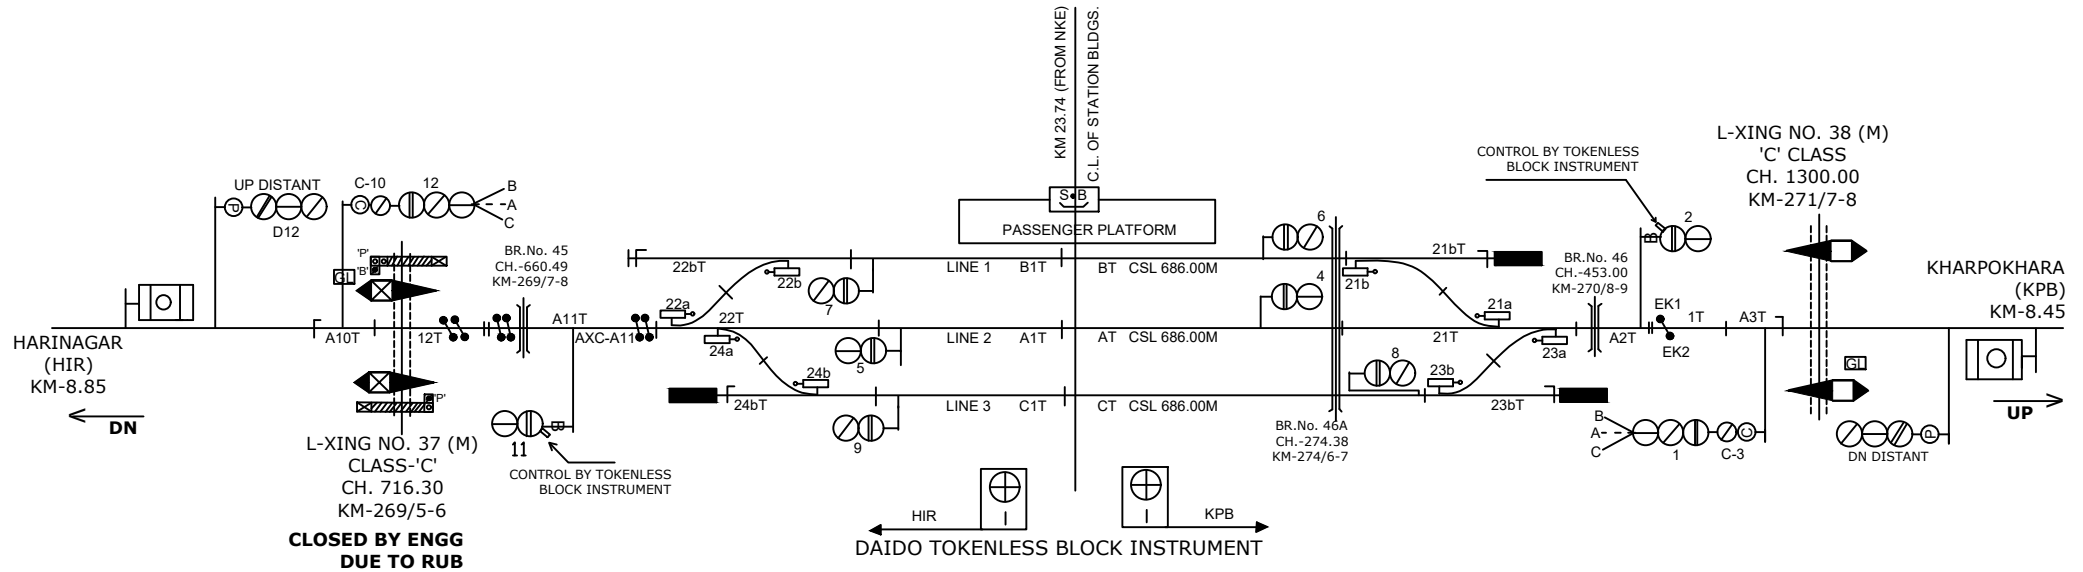 KM 23.74 (FROM NKE)
C.L. OF STATION BLDGS.
S B
PASSENGER PLATFORM
UP DISTANT
P
D12
C-10
12
C
B
A
C
'P'
'B'
GL
BR.No. 45
CH.-660.49
KM-269/7-8
HARINAGAR
(HIR)
KM-8.85
DN
A10T
12T
A11T
AXC-A11
22a
22b
22bT
22T
24a
24b
24bT
7
5
9
LINE 1 B1T BT CSL 686.00M
LINE 2 A1T AT CSL 686.00M
LINE 3 C1T CT CSL 686.00M
6
4
8
21b
21bT
21a
21T
23a
23b
23bT
BR.No. 46
CH.-453.00
KM-270/8-9
A2T
EK1
EK2
1T
A3T
CONTROL BY TOKENLESS
BLOCK INSTRUMENT
2
B
L-XING NO. 38 (M)
'C' CLASS
CH. 1300.00
KM-271/7-8
KHARPOKHARA
(KPB)
KM-8.45
GL
UP
'P'
L-XING NO. 37 (M)
CLASS-'C'
CH. 716.30
KM-269/5-6
CLOSED BY ENGG
DUE TO RUB
11
B
CONTROL BY TOKENLESS
BLOCK INSTRUMENT
BR.No. 46A
CH.-274.38
KM-274/6-7
B
A
C
1
C-3
C
P
DN DISTANT
HIR
KPB
DAIDO TOKENLESS BLOCK INSTRUMENT